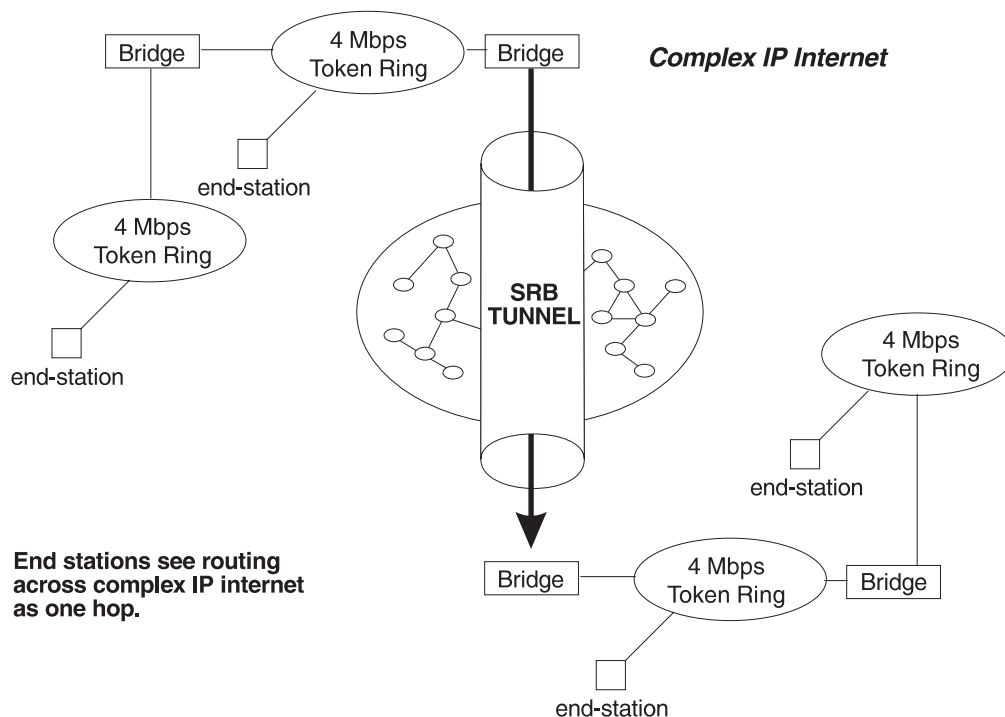 Bridge
4 Mbps
Token Ring
Bridge
Complex IP Internet
end-station
4 Mbps
Token Ring
end-station
SRB
TUNNEL
4 Mbps
Token Ring
end-station
End stations see routing
across complex IP internet
as one hop.
Bridge
4 Mbps
Token Ring
Bridge
end-station